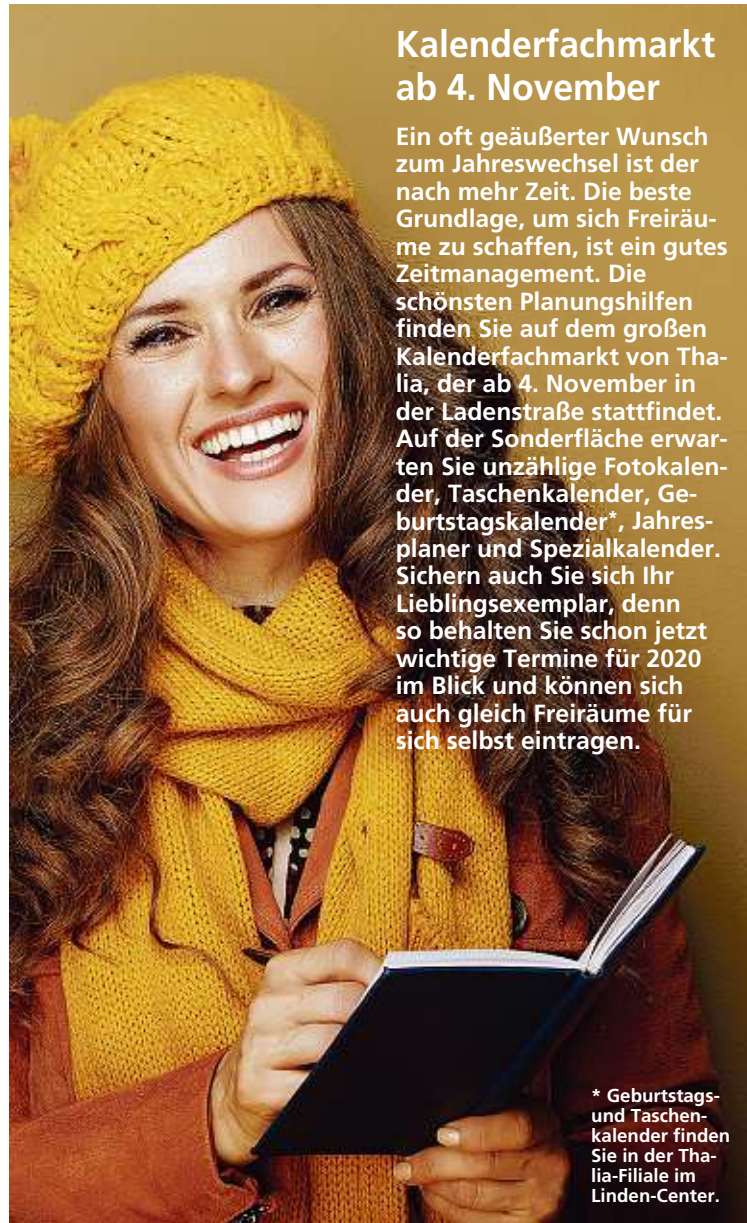 Kalenderfachmarkt
ab 4. November
Ein oft geäußerter Wunsch
zum Jahreswechsel ist der
nach mehr Zeit. Die beste
Grundlage, um sich Freiräu-
me zu schaffen, ist ein gutes
Zeitmanagement. Die
schönsten Planungshilfen
finden Sie auf dem großen
Kalenderfachmarkt von Tha-
lia, der ab 4. November in
der Ladenstraße stattfindet.
Auf der Sonderfläche erwar-
ten Sie unzählige Fotokalen-
der, Taschenkalender, Ge-
burtstagskalender*, Jahres-
planer und Spezialkalender.
Sichern auch Sie sich Ihr
Lieblingsexemplar, denn
so behalten Sie schon jetzt
wichtige Termine für 2020
im Blick und können sich
auch gleich Freiräume für
sich selbst eintragen.
* Geburtstags-
und Taschen-
kalender finden
Sie in der Tha-
lia-Filiale im
Linden-Center.